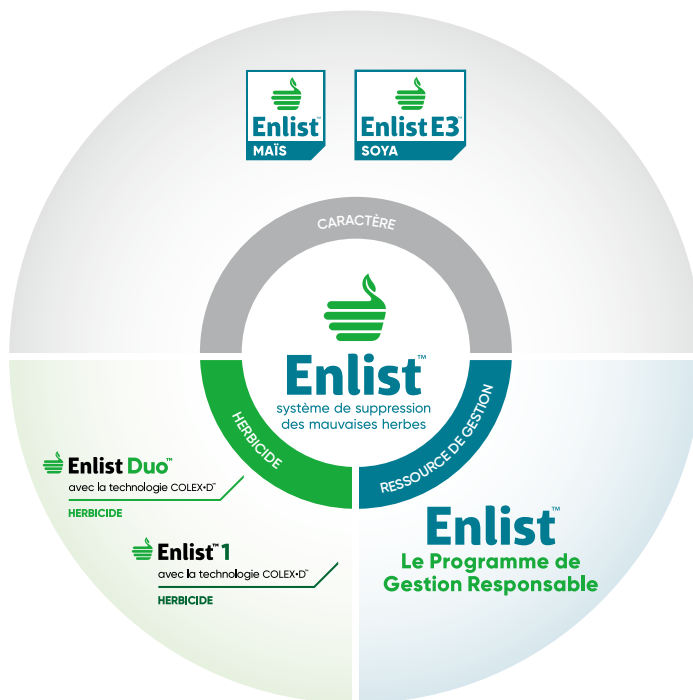 Enlist™
MAÏS
Enlist E3™
SOYA
CARACTÈRE
Enlist™
système de suppression
des mauvaises herbes
HERBICIDE
RESSOURCE DE GESTION
Enlist Duo™
avec la technologie COLEX•D™
HERBICIDE
Enlist™ 1
avec la technologie COLEX•D™
HERBICIDE
Enlist™
Le Programme de
Gestion Responsable